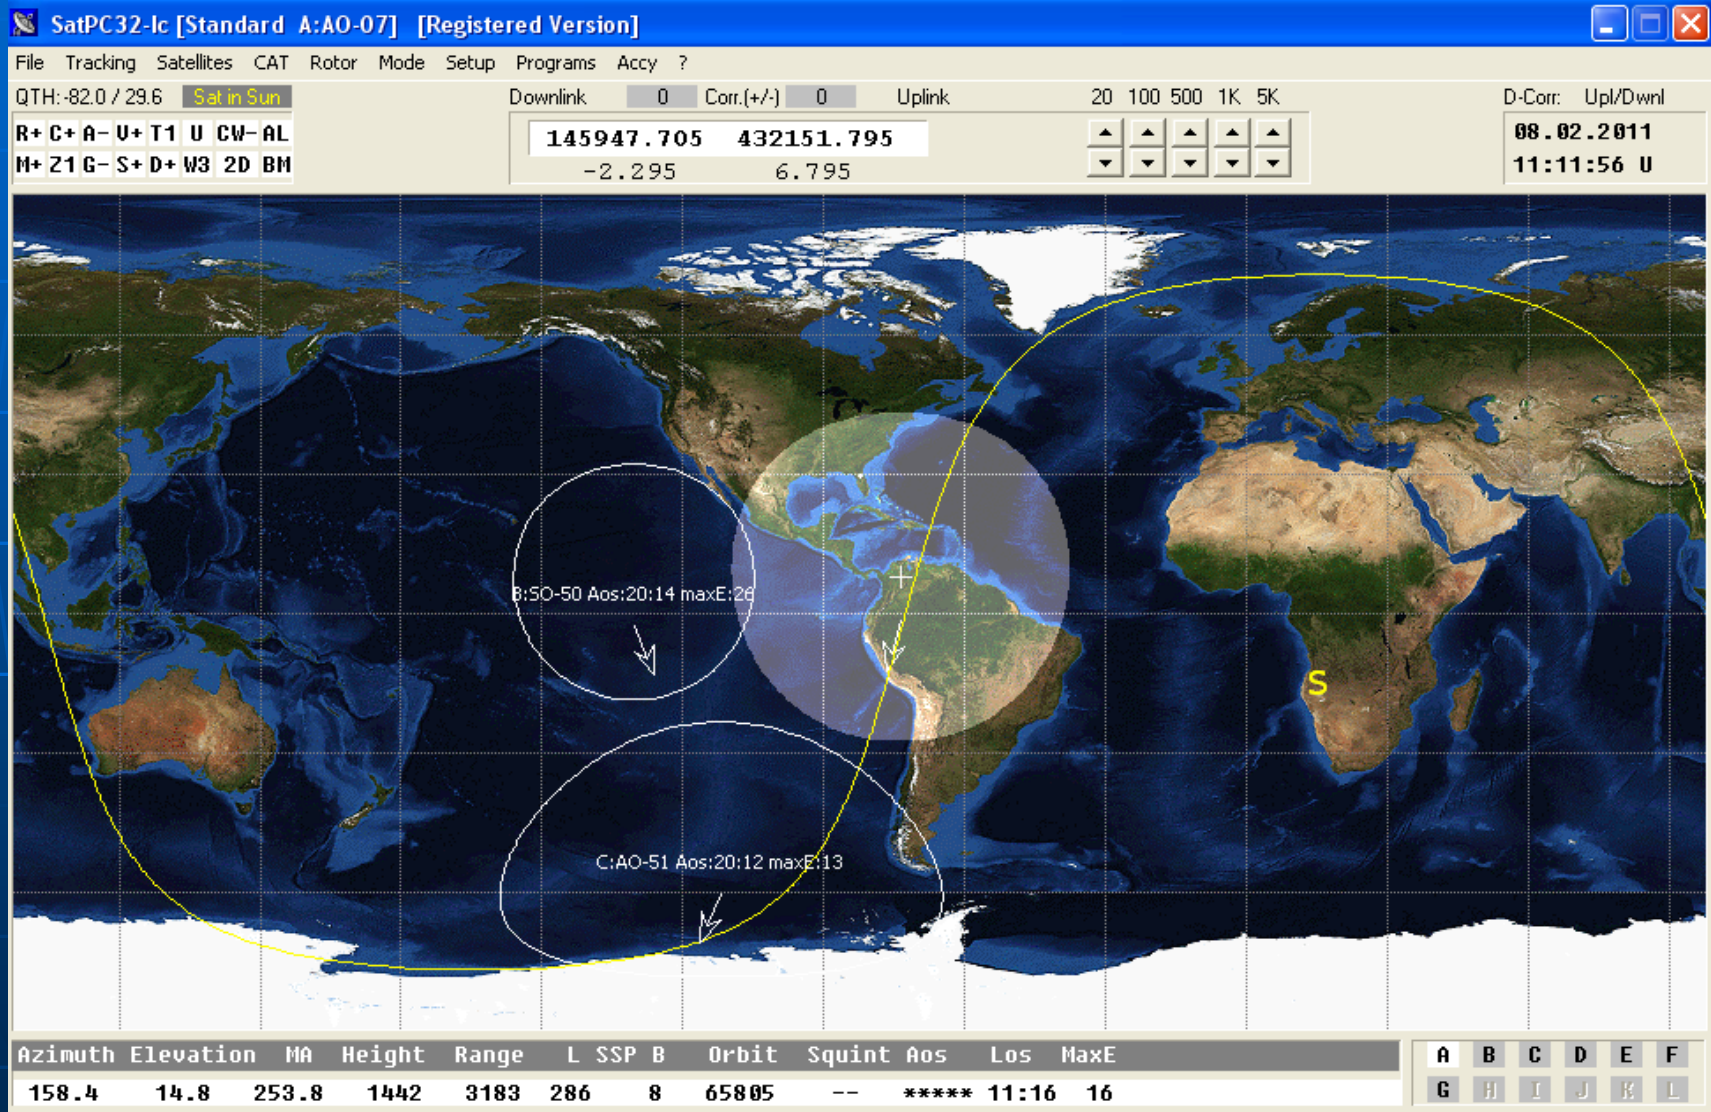 SatPC32-Ic [Standard A:AO-07] [Registered Version]
File Tracking Satellites CAT Rotor Mode Setup Programs Accy ?
QTH: -82.0 / 29.6 Sat in Sun Downlink 0 Corr.(+/-) 0 Uplink 20 100 500 1K 5K D-Corr: Upl/Dwnl
R+ C+ A- V+ T1 U CW- AL 145947.705 432151.795 08.02.2011
M+ Z1 G- S+ D+ W3 2D BM -2.295 6.795 11:11:56 U
B:SO-50 Aos:20:14 maxE:26
S
C:AO-51 Aos:20:12 maxE:13
Azimuth Elevation MA Height Range L SSP B Orbit Squint Aos Los MaxE A B C D E F
158.4 14.8 253.8 1442 3183 286 8 65805 -- ***** 11:16 16 G H I J K L